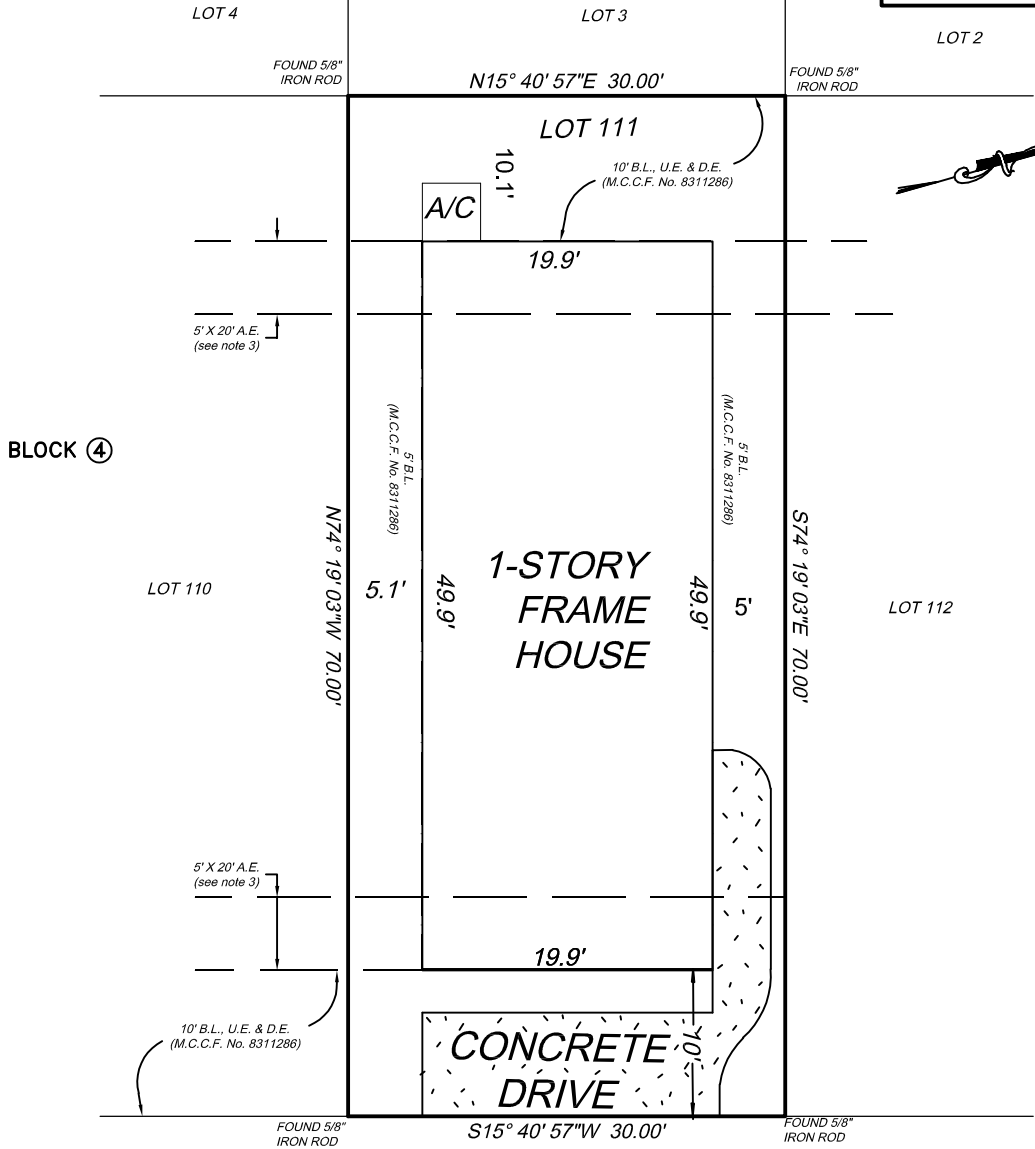 LOT 4
LOT 3
LOT 2
FOUND 5/8"
IRON ROD
N15° 40' 57"E 30.00'
FOUND 5/8"
IRON ROD
LOT 111
10' B.L., U.E. & D.E.
(M.C.C.F. No. 8311286)
10.1'
A/C
19.9'
5' X 20' A.E.
(see note 3)
5' B.L.
(M.C.C.F. No. 8311286)
5' B.L.
(M.C.C.F. No. 8311286)
BLOCK 4
N74° 19' 03"W 70.00'
S74° 19' 03"E 70.00'
LOT 110
5.1'
49.9'
1-STORY
FRAME
HOUSE
49.9'
5'
LOT 112
5' X 20' A.E.
(see note 3)
19.9'
10' B.L., U.E. & D.E.
(M.C.C.F. No. 8311286)
CONCRETE
DRIVE
10'
FOUND 5/8"
IRON ROD
S15° 40' 57"W 30.00'
FOUND 5/8"
IRON ROD